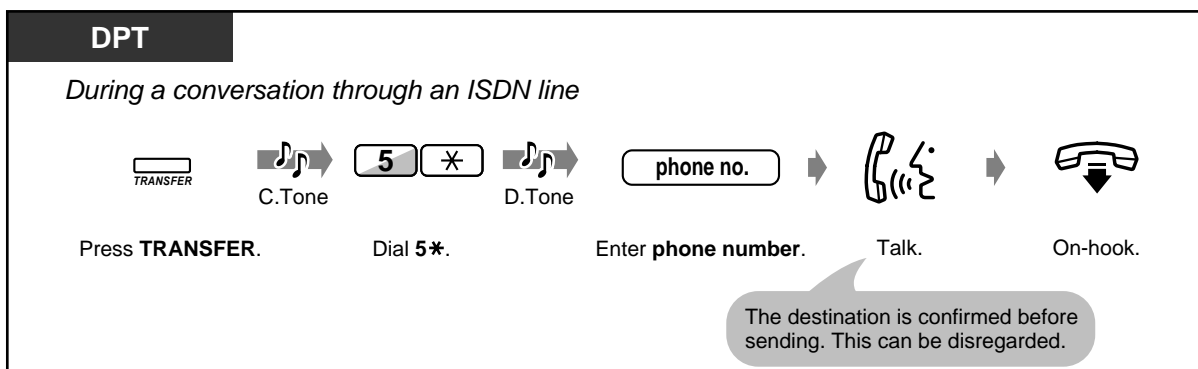 DPT
During a conversation through an ISDN line
TRANSFER
C.Tone
5 *
D.Tone
phone no.
Press TRANSFER.
Dial 5*.
Enter phone number.
Talk.
On-hook.
The destination is confirmed before
sending. This can be disregarded.